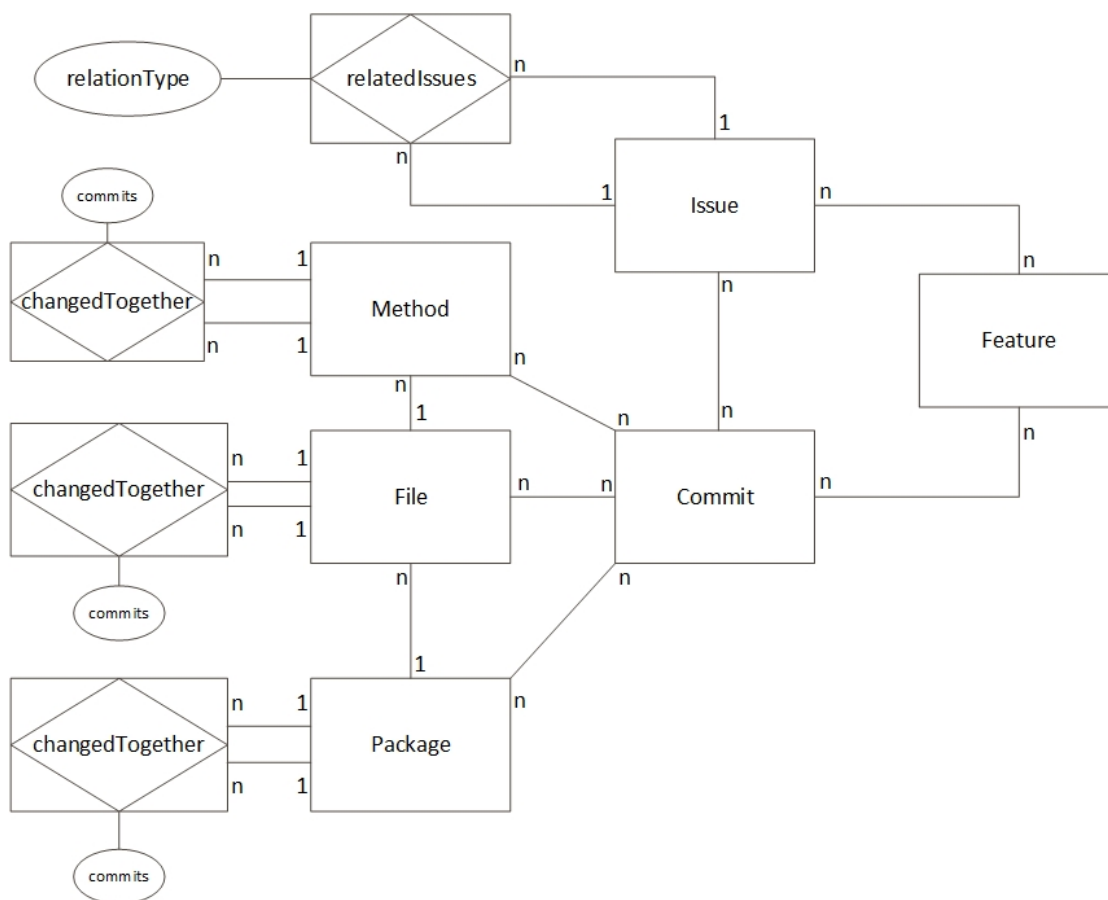 relationType
relatedIssues
n
n
1
1
Issue
n
n
n
Feature
n
commits
changedTogether
n
1
n
1
Method
n
n
1
n
n
changedTogether
n
1
n
1
File
n
n
Commit
n
commits
n
n
1
n
changedTogether
n
1
n
1
Package
commits